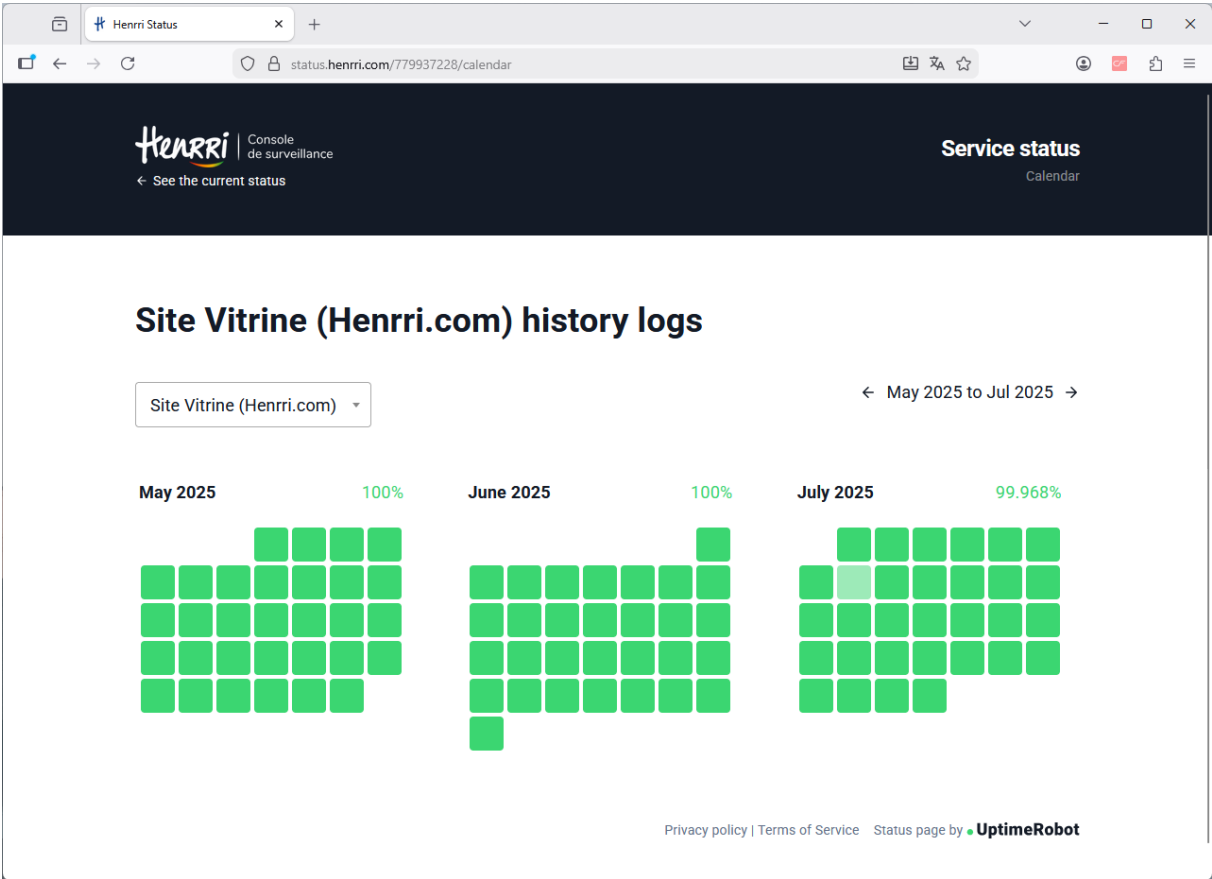 Henrri Status
status.henrri.com/779937228/calendar
Henrri
Console
de surveillance
← See the current status
Service status
Calendar
Site Vitrine (Henrri.com) history logs
Site Vitrine (Henrri.com)
← May 2025 to Jul 2025 →
May 2025 100%
June 2025 100%
July 2025 99.968%
Privacy policy | Terms of Service Status page by UptimeRobot